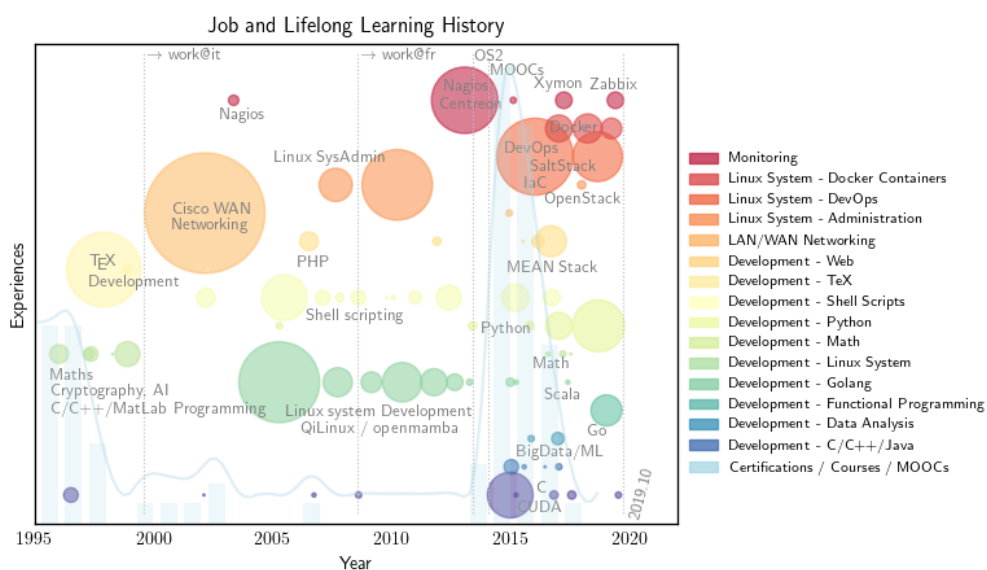 Job and Lifelong Learning History
→ work@it
→ work@fr
OS2
MOOCs
Nagios
Centreon
Xymon
Zabbix
Nagios
Docker
DevOps
SaltStack
IaC
Linux SysAdmin
OpenStack
Cisco WAN
Networking
PHP
MEAN Stack
TEX
Development
Shell scripting
Python
Math
Maths
Cryptography, AI
C/C++/MatLab Programming
Scala
Linux system Development
QiLinux / openmamba
Go
BigData/ML
C
CUDA
2019.10
Experiences
1995
2000
2005
2010
2015
2020
Year
Monitoring
Linux System - Docker Containers
Linux System - DevOps
Linux System - Administration
LAN/WAN Networking
Development - Web
Development - TeX
Development - Shell Scripts
Development - Python
Development - Math
Development - Linux System
Development - Golang
Development - Functional Programming
Development - Data Analysis
Development - C/C++/Java
Certifications / Courses / MOOCs